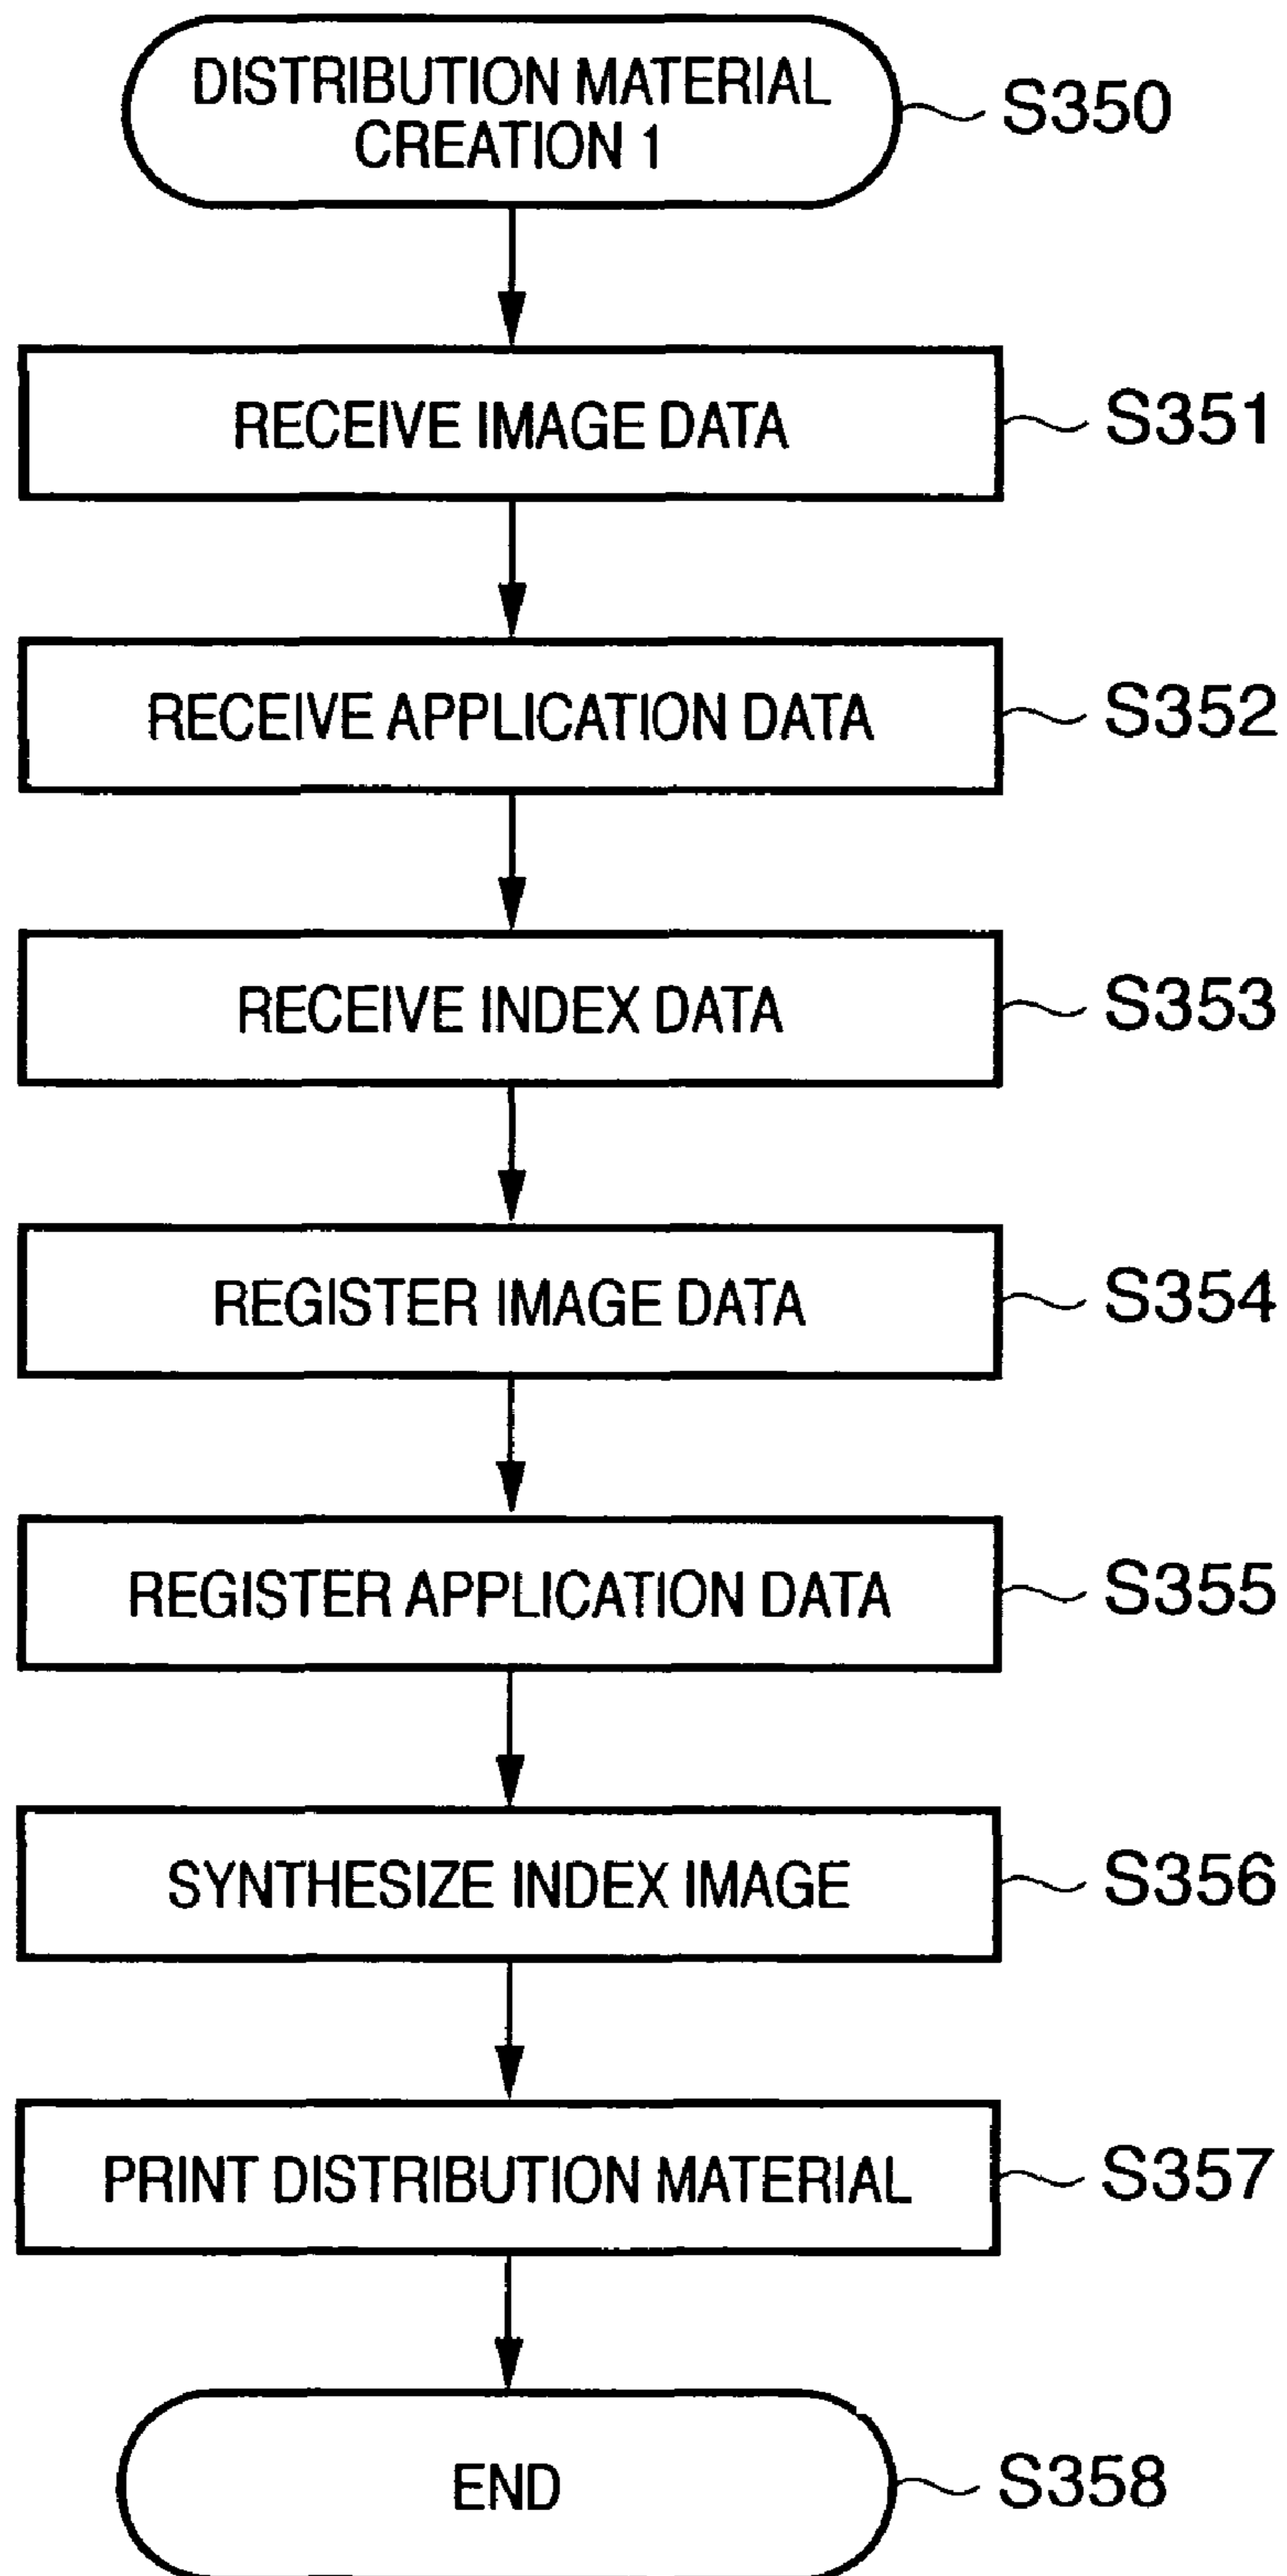 DISTRIBUTION MATERIAL
CREATION 1
S350
RECEIVE IMAGE DATA
S351
RECEIVE APPLICATION DATA
S352
RECEIVE INDEX DATA
S353
REGISTER IMAGE DATA
S354
REGISTER APPLICATION DATA
S355
SYNTHESIZE INDEX IMAGE
S356
PRINT DISTRIBUTION MATERIAL
S357
END
S358